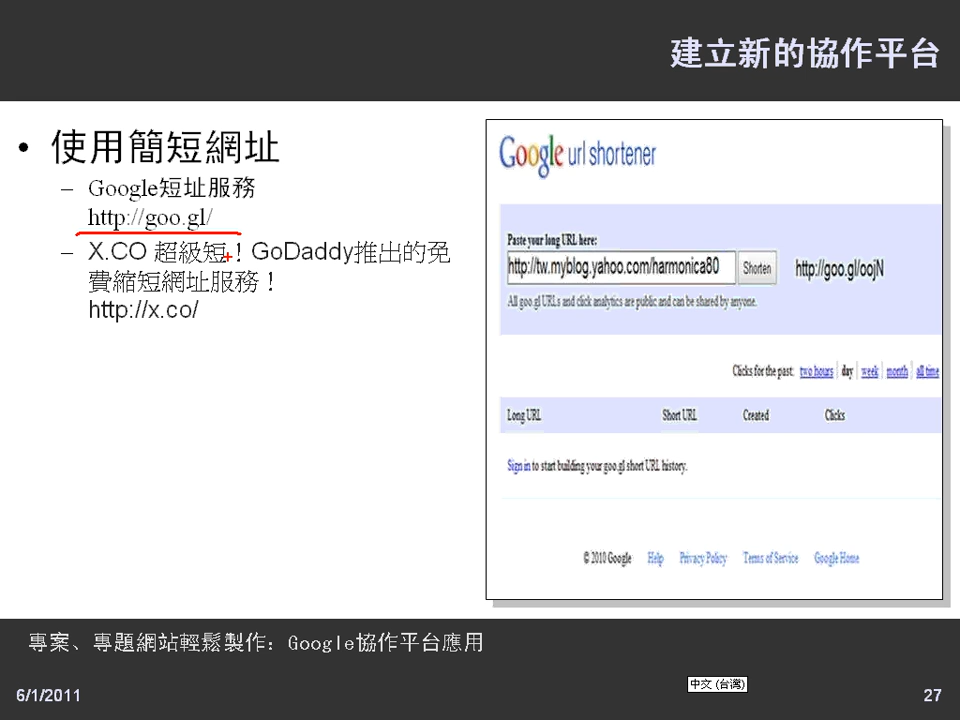 建立新的協作平台
• 使用簡短網址
– Google短址服務
http://goo.gl/
– X.CO 超級短！GoDaddy推出的免
費縮短網址服務！
http://x.co/
Google url shortener
Paste your long URL here:
http://tw.myblog.yahoo.com/harmonica80 Shorten http://goo.gl/oojN
All goo.gl URLs and click analytics are public and can be shared by anyone.
Clicks for the past: two hours | day | week | month | all time
Long URL Short URL Created Clicks
Sign in to start building your goo.gl short URL history.
© 2010 Google Help Privacy Policy Terms of Service Google Home
專案、專題網站輕鬆製作: Google協作平台應用
中文 (台灣)
6/1/2011 27